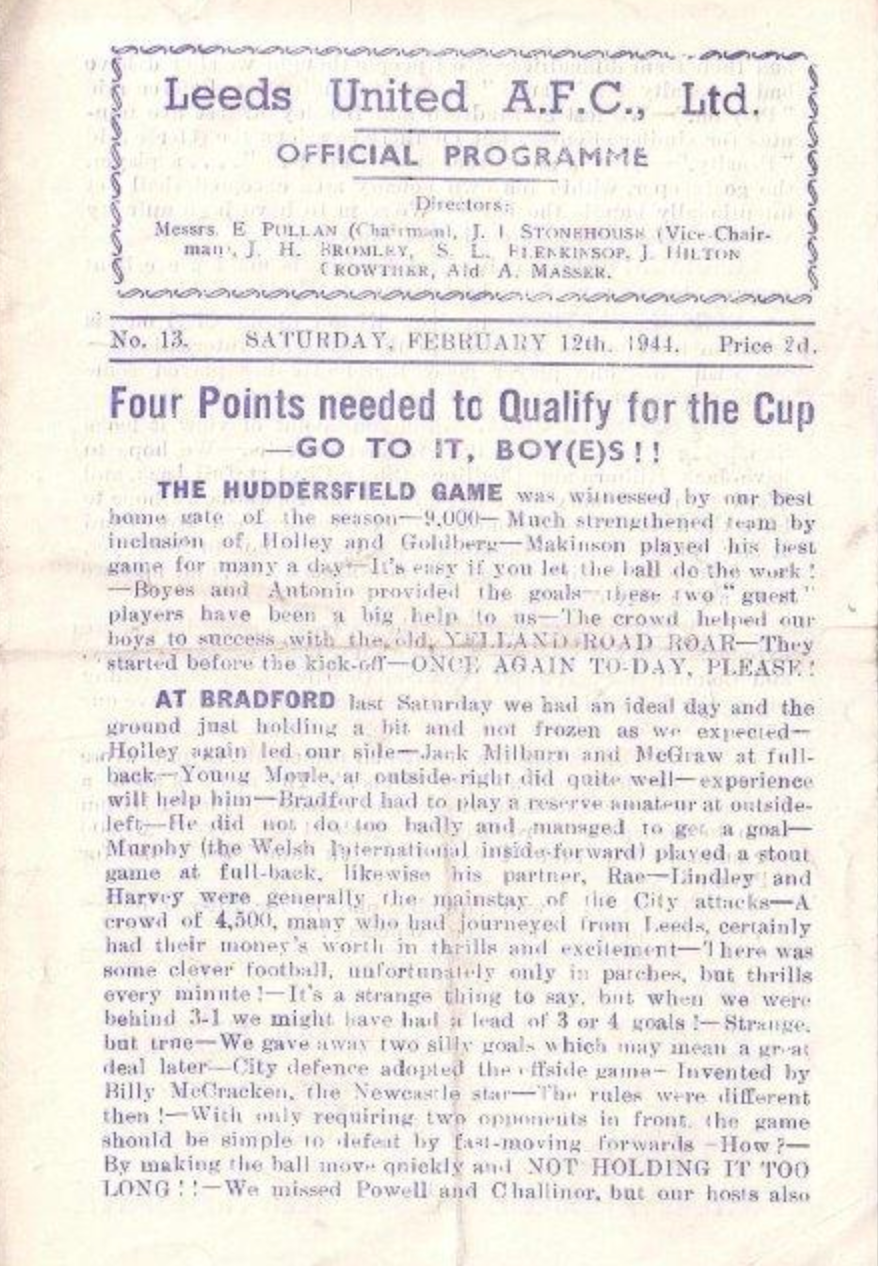 Leeds United A.F.C., Ltd.
OFFICIAL PROGRAMME
Directors:
Messrs. E. PULLAN (Chairman), J. I. STONEHOUSE (Vice-Chair-
man), J. H. BROMLEY, S. L. BLENKINSOP, J. HILTON
CROWTHER, Ald. A. MASSER.
No. 13. SATURDAY, FEBRUARY 12th, 1944. Price 2d.
Four Points needed to Qualify for the Cup
—GO TO IT, BOY(E)S!!
THE HUDDERSFIELD GAME was witnessed by our best
home gate of the season—9,000—Much strengthened team by
inclusion of Holley and Goldberg—Makinson played his best
game for many a day—It's easy if you let the ball do the work!
—Boyes and Antonio provided the goals—these two "guest"
players have been a big help to us—The crowd helped our
boys to success with the old YELLAND ROAD ROAR—They
started before the kick-off—ONCE AGAIN TO-DAY, PLEASE!
AT BRADFORD last Saturday we had an ideal day and the
ground just holding a bit and not frozen as we expected—
Holley again led our side—Jack Milburn and McGraw at full-
back—Young Moule, at outside-right did quite well—experience
will help him—Bradford had to play a reserve amateur at outside-
left—He did not do too badly and managed to get a goal—
Murphy (the Welsh International inside-forward) played a stout
game at full-back, likewise his partner, Rae—Lindley and
Harvey were generally the mainstay of the City attacks—A
crowd of 4,500, many who had journeyed from Leeds, certainly
had their money's worth in thrills and excitement—There was
some clever football, unfortunately only in patches, but thrills
every minute!—It's a strange thing to say, but when we were
behind 3-1 we might have had a lead of 3 or 4 goals!—Strange,
but true—We gave away two silly goals which may mean a great
deal later—City defence adopted the offside game—Invented by
Billy McCracken, the Newcastle star—The rules were different
then!—With only requiring two opponents in front, the game
should be simple to defeat by fast-moving forwards—How?—
By making the ball move quickly and NOT HOLDING IT TOO
LONG!!—We missed Powell and Challinor, but our hosts also